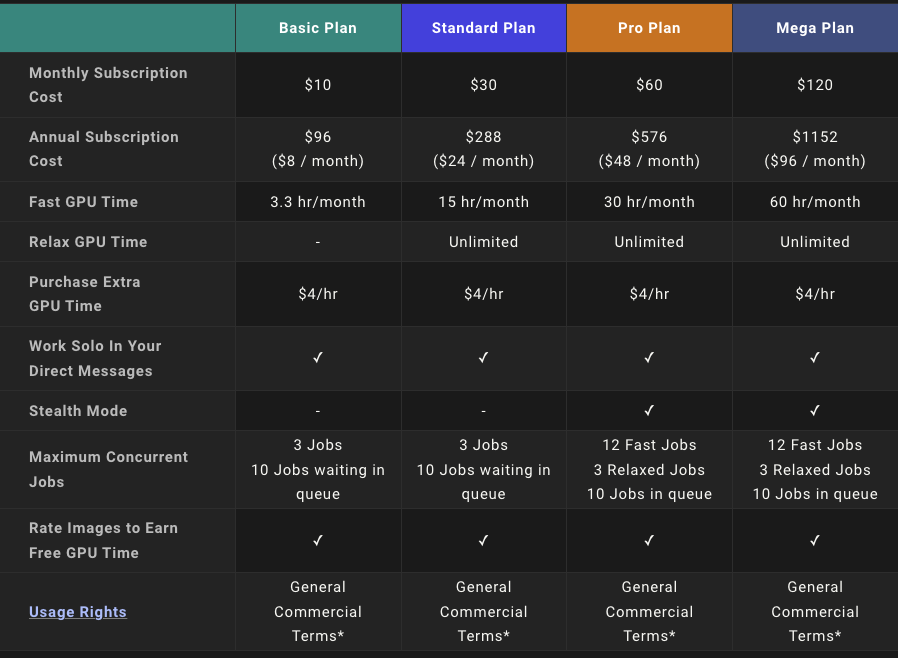 Basic Plan Standard Plan Pro Plan Mega Plan
Monthly Subscription Cost $10 $30 $60 $120
Annual Subscription Cost $96 ($8 / month) $288 ($24 / month) $576 ($48 / month) $1152 ($96 / month)
Fast GPU Time 3.3 hr/month 15 hr/month 30 hr/month 60 hr/month
Relax GPU Time - Unlimited Unlimited Unlimited
Purchase Extra GPU Time $4/hr $4/hr $4/hr $4/hr
Work Solo In Your Direct Messages ✓ ✓ ✓ ✓
Stealth Mode - - ✓ ✓
Maximum Concurrent Jobs 3 Jobs 10 Jobs waiting in queue 3 Jobs 10 Jobs waiting in queue 12 Fast Jobs 3 Relaxed Jobs 10 Jobs in queue 12 Fast Jobs 3 Relaxed Jobs 10 Jobs in queue
Rate Images to Earn Free GPU Time ✓ ✓ ✓ ✓
Usage Rights General Commercial Terms* General Commercial Terms* General Commercial Terms* General Commercial Terms*